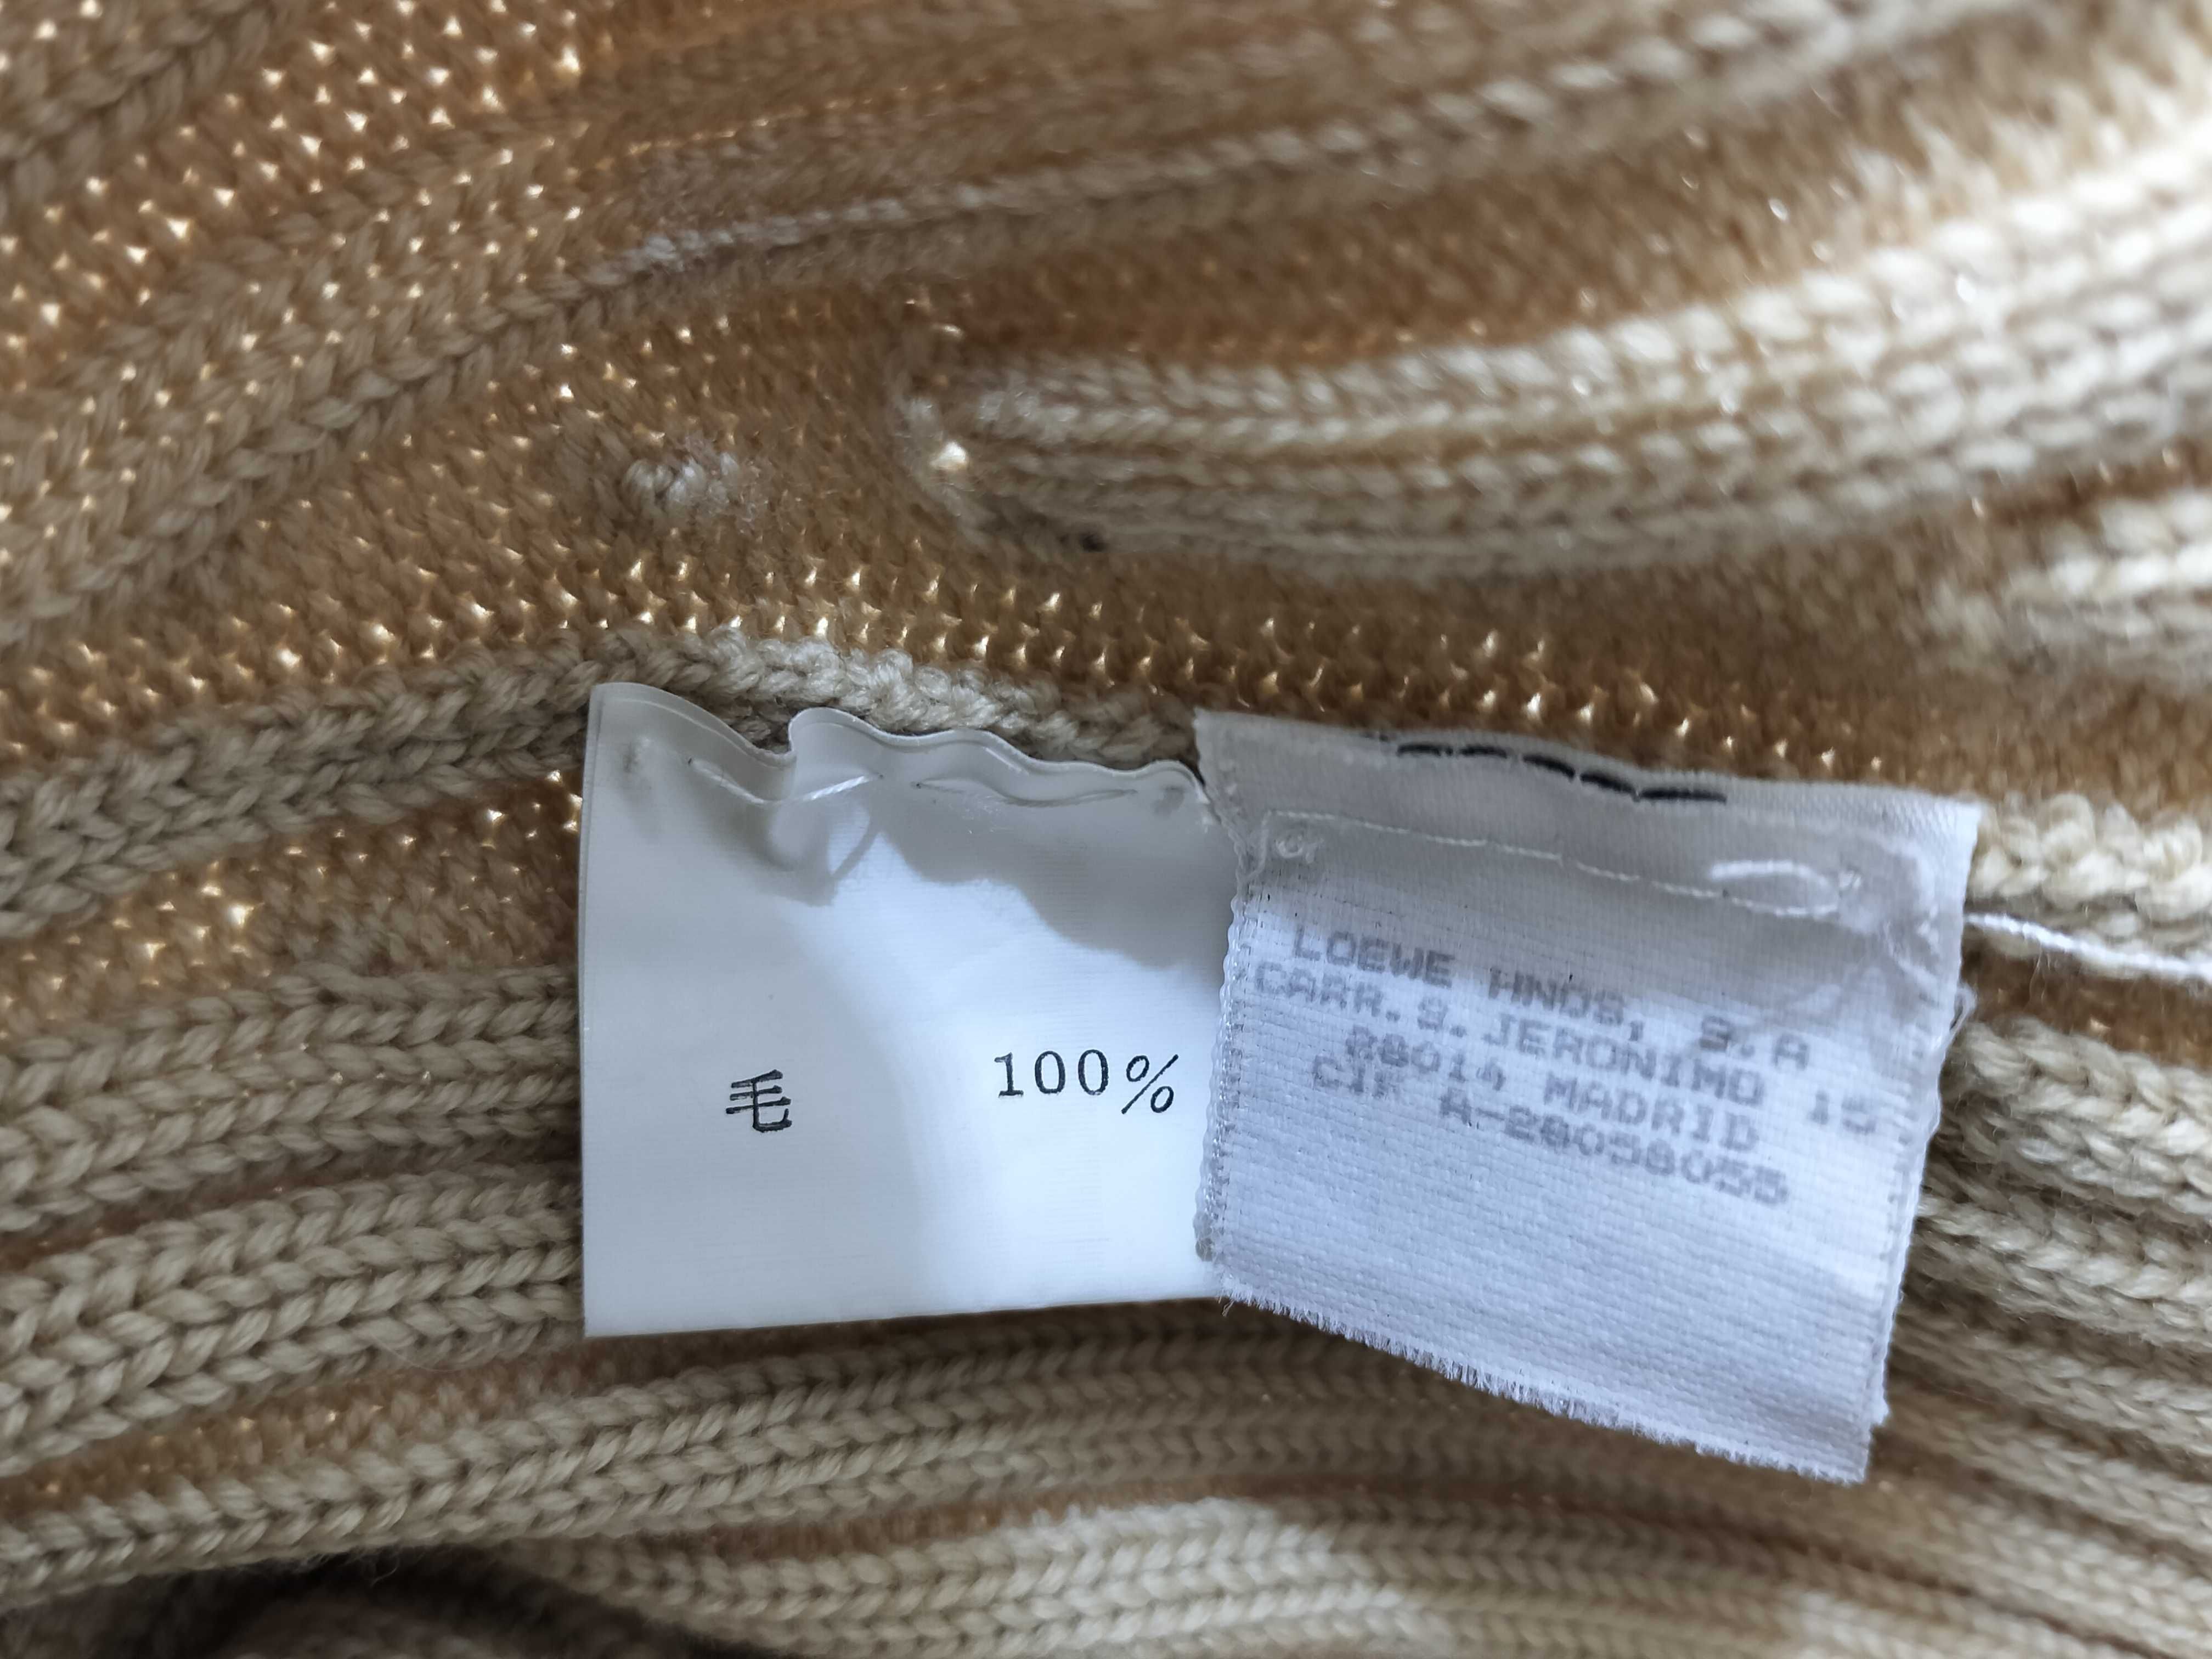 毛 100%
LOEWE HNOS, S.A
CARR.S.JERONIMO 15
28014 MADRID
CIF A-28058055